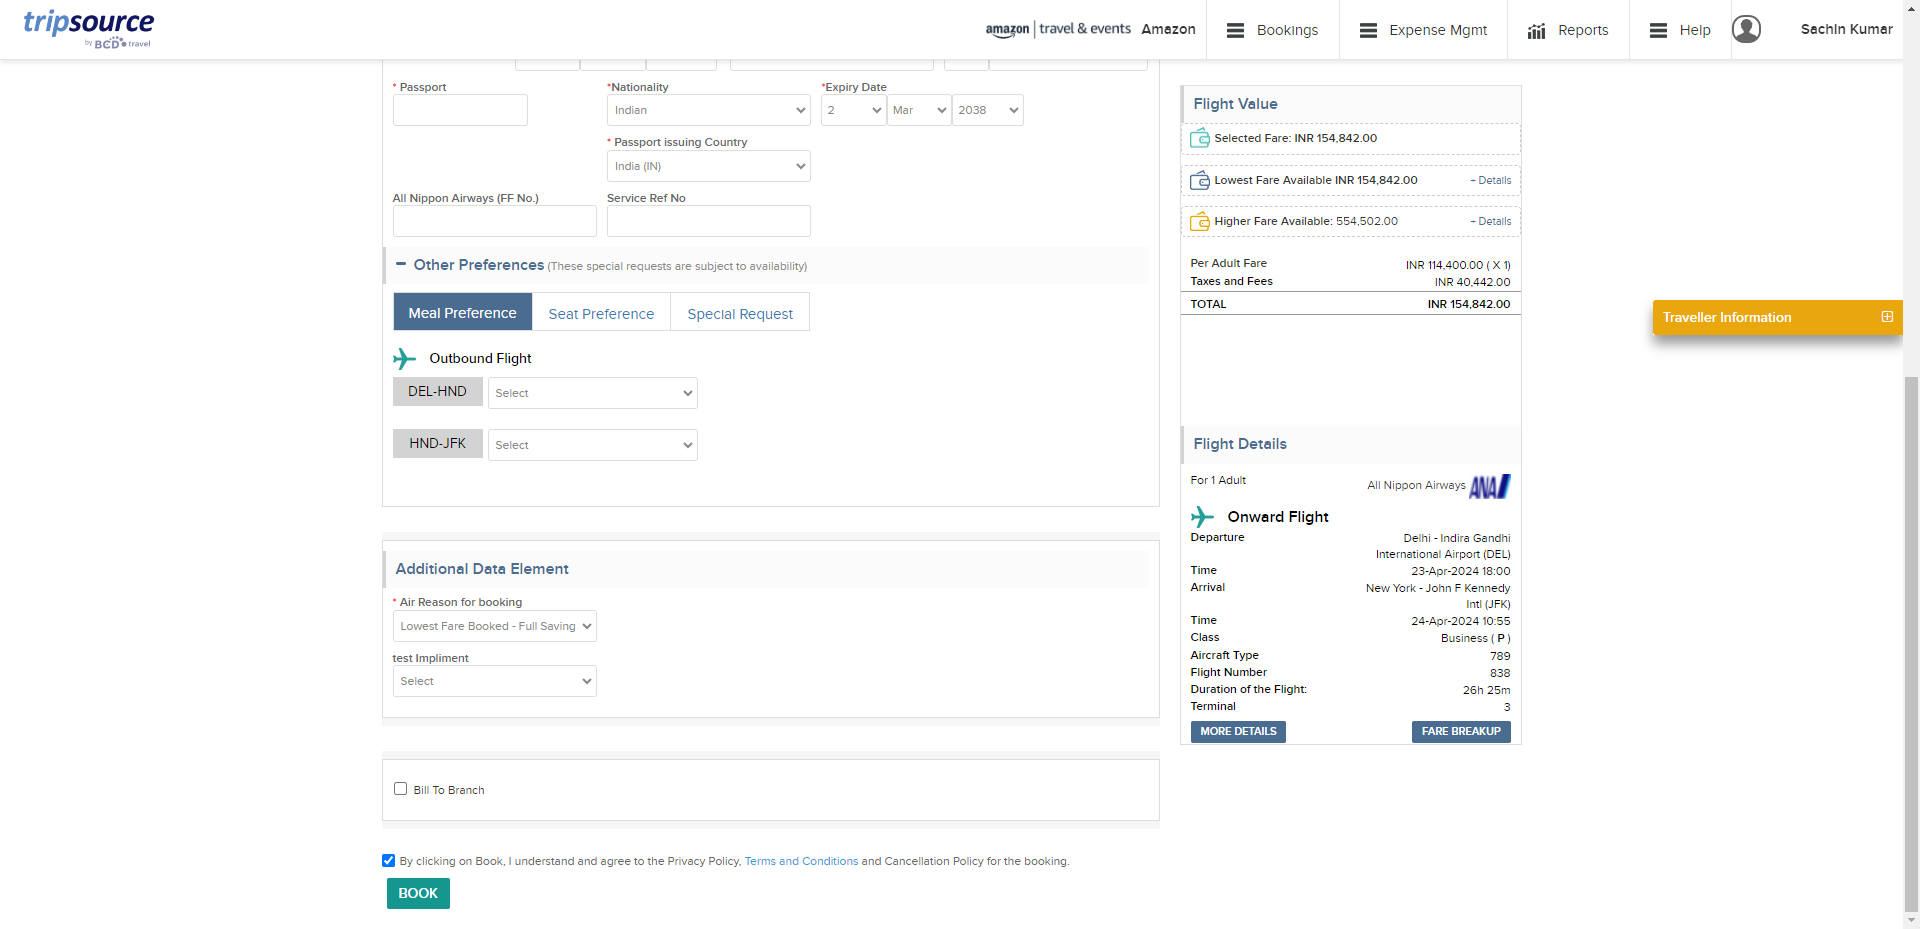 tripsource
by BCD travel
amazon | travel & events Amazon
Bookings
Expense Mgmt
Reports
Help
Sachin Kumar
* Passport
*Nationality
*Expiry Date
Indian
2
Mar
2038
* Passport issuing Country
India (IN)
All Nippon Airways (FF No.)
Service Ref No
Other Preferences (These special requests are subject to availability)
Meal Preference
Seat Preference
Special Request
Outbound Flight
DEL-HND
Select
HND-JFK
Select
Additional Data Element
* Air Reason for booking
Lowest Fare Booked - Full Saving
test Impliment
Select
Bill To Branch
By clicking on Book, I understand and agree to the Privacy Policy, Terms and Conditions and Cancellation Policy for the booking.
BOOK
Flight Value
Selected Fare: INR 154,842.00
Lowest Fare Available INR 154,842.00 + Details
Higher Fare Available: 554,502.00 + Details
Per Adult Fare INR 114,400.00 ( X 1)
Taxes and Fees INR 40,442.00
TOTAL INR 154,842.00
Flight Details
For 1 Adult All Nippon Airways ANA
Onward Flight
Departure Delhi - Indira Gandhi
International Airport (DEL)
Time 23-Apr-2024 18:00
Arrival New York - John F Kennedy
Intl (JFK)
Time 24-Apr-2024 10:55
Class Business ( P )
Aircraft Type 789
Flight Number 838
Duration of the Flight: 26h 25m
Terminal 3
MORE DETAILS FARE BREAKUP
Traveller Information